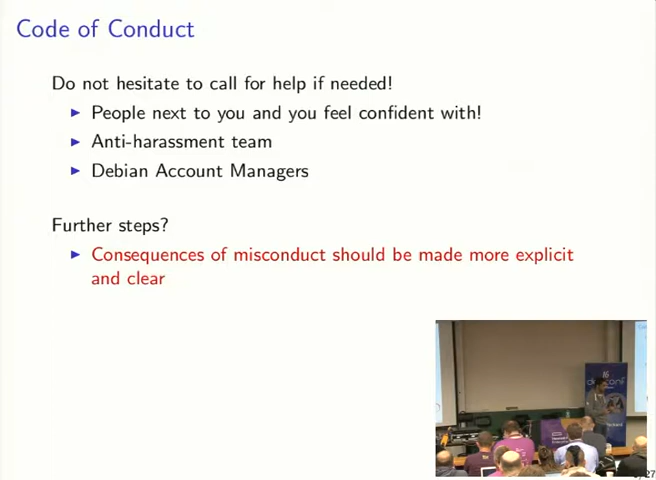 Code of Conduct
Do not hesitate to call for help if needed!
▶ People next to you and you feel confident with!
▶ Anti-harassment team
▶ Debian Account Managers
Further steps?
▶ Consequences of misconduct should be made more explicit
and clear
16